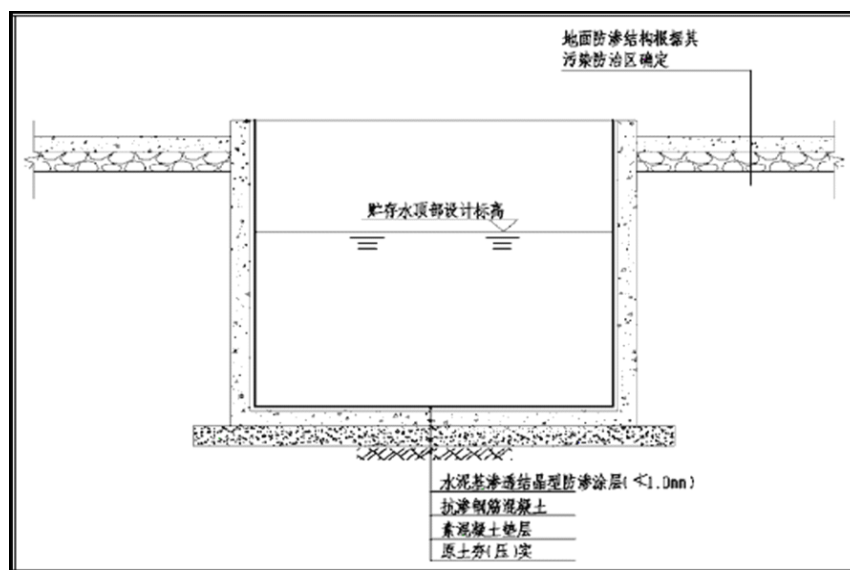 地面防渗结构根据其
污染防治区确定
贮存水顶部设计标高
水泥基渗透结晶型防渗涂层(≮1.0mm)
抗渗钢筋混凝土
素混凝土垫层
原土夯(压)实